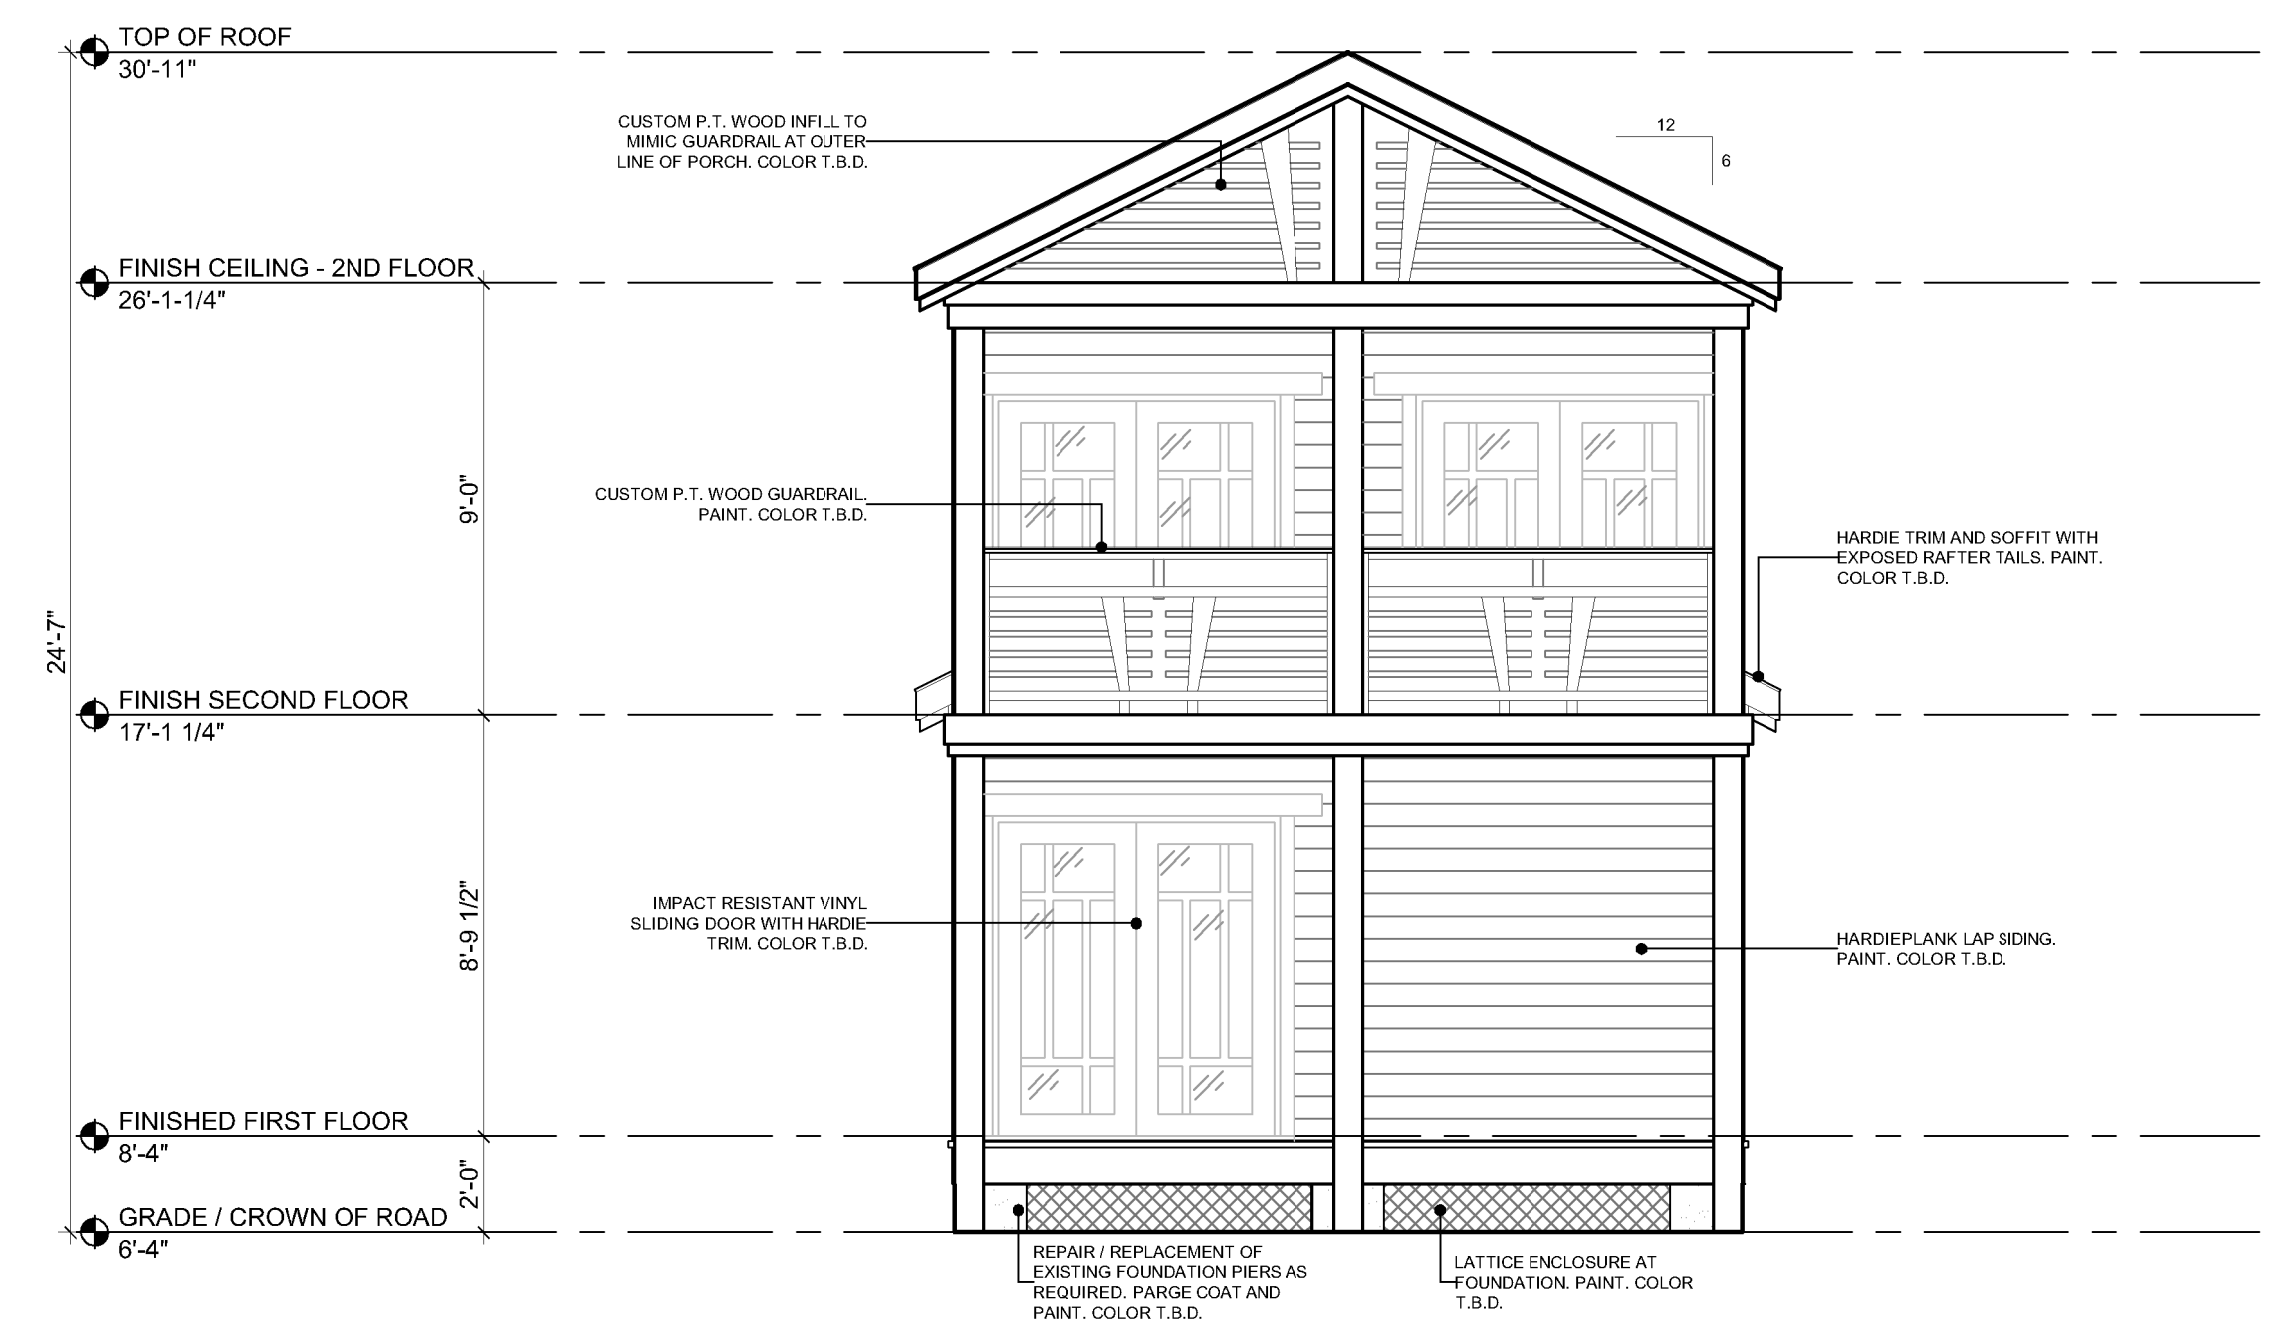 TOP OF ROOF
30'-11"
CUSTOM P.T. WOOD INFILL TO
MIMIC GUARDRAIL AT OUTER
LINE OF PORCH. COLOR T.B.D.
12
6
FINISH CEILING - 2ND FLOOR
26'-1-1/4"
9'-0"
CUSTOM P.T. WOOD GUARDRAIL.
PAINT. COLOR T.B.D.
HARDIE TRIM AND SOFFIT WITH
EXPOSED RAFTER TAILS. PAINT.
COLOR T.B.D.
24'-7"
FINISH SECOND FLOOR
17'-1 1/4"
8'-9 1/2"
IMPACT RESISTANT VINYL
SLIDING DOOR WITH HARDIE
TRIM. COLOR T.B.D.
HARDIEPLANK LAP SIDING.
PAINT. COLOR T.B.D.
FINISHED FIRST FLOOR
8'-4"
2'-0"
GRADE / CROWN OF ROAD
6'-4"
REPAIR / REPLACEMENT OF
EXISTING FOUNDATION PIERS AS
REQUIRED. PARGE COAT AND
PAINT. COLOR T.B.D.
LATTICE ENCLOSURE AT
FOUNDATION. PAINT. COLOR
T.B.D.